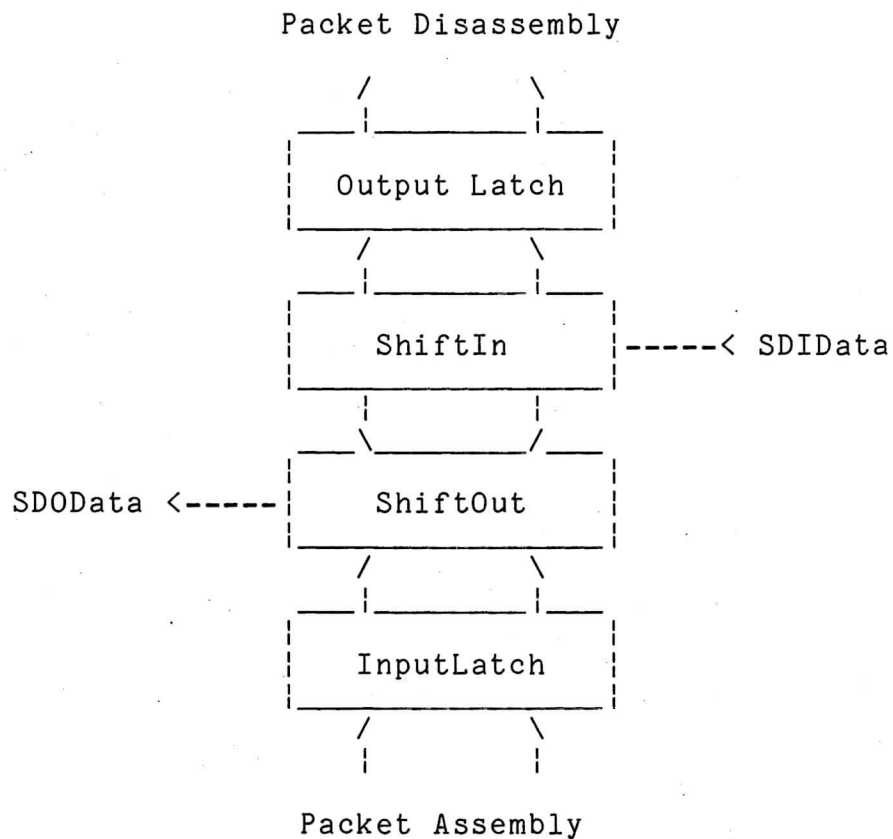 Packet Disassembly
Output Latch
ShiftIn
SDIData
SDOData
ShiftOut
InputLatch
Packet Assembly